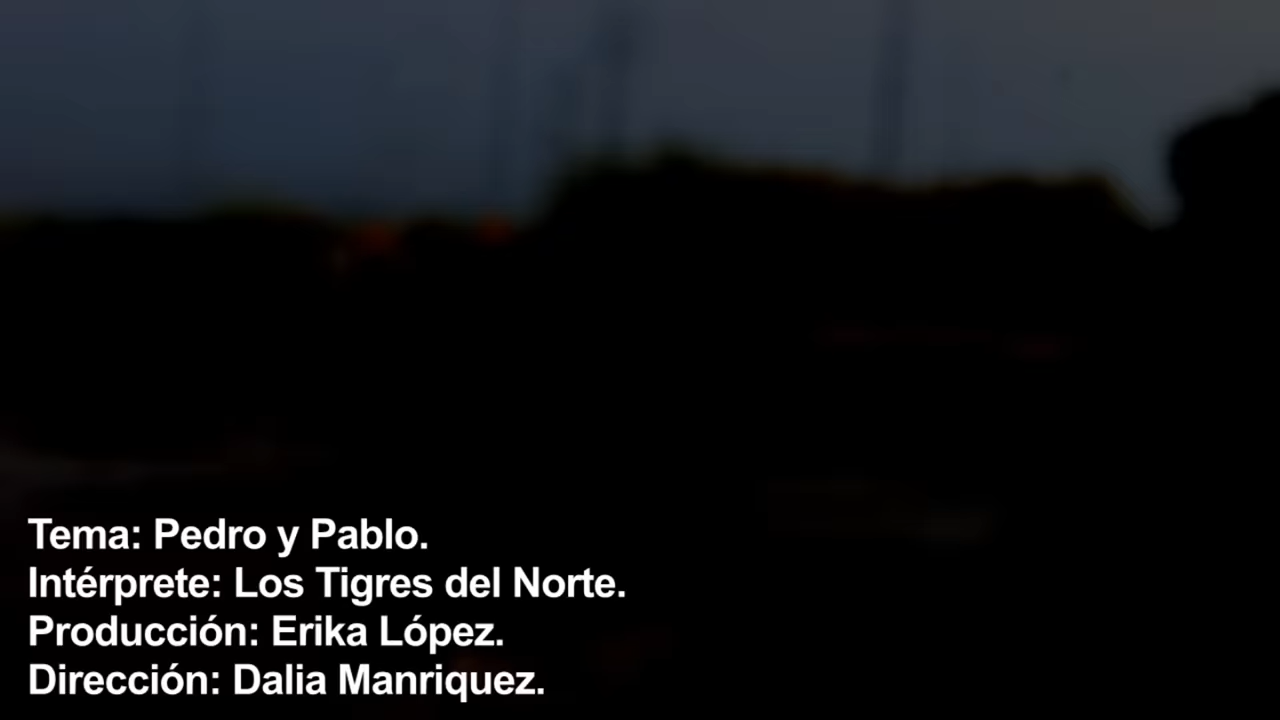 Tema: Pedro y Pablo.
Intérprete: Los Tigres del Norte.
Producción: Erika López.
Dirección: Dalia Manriquez.